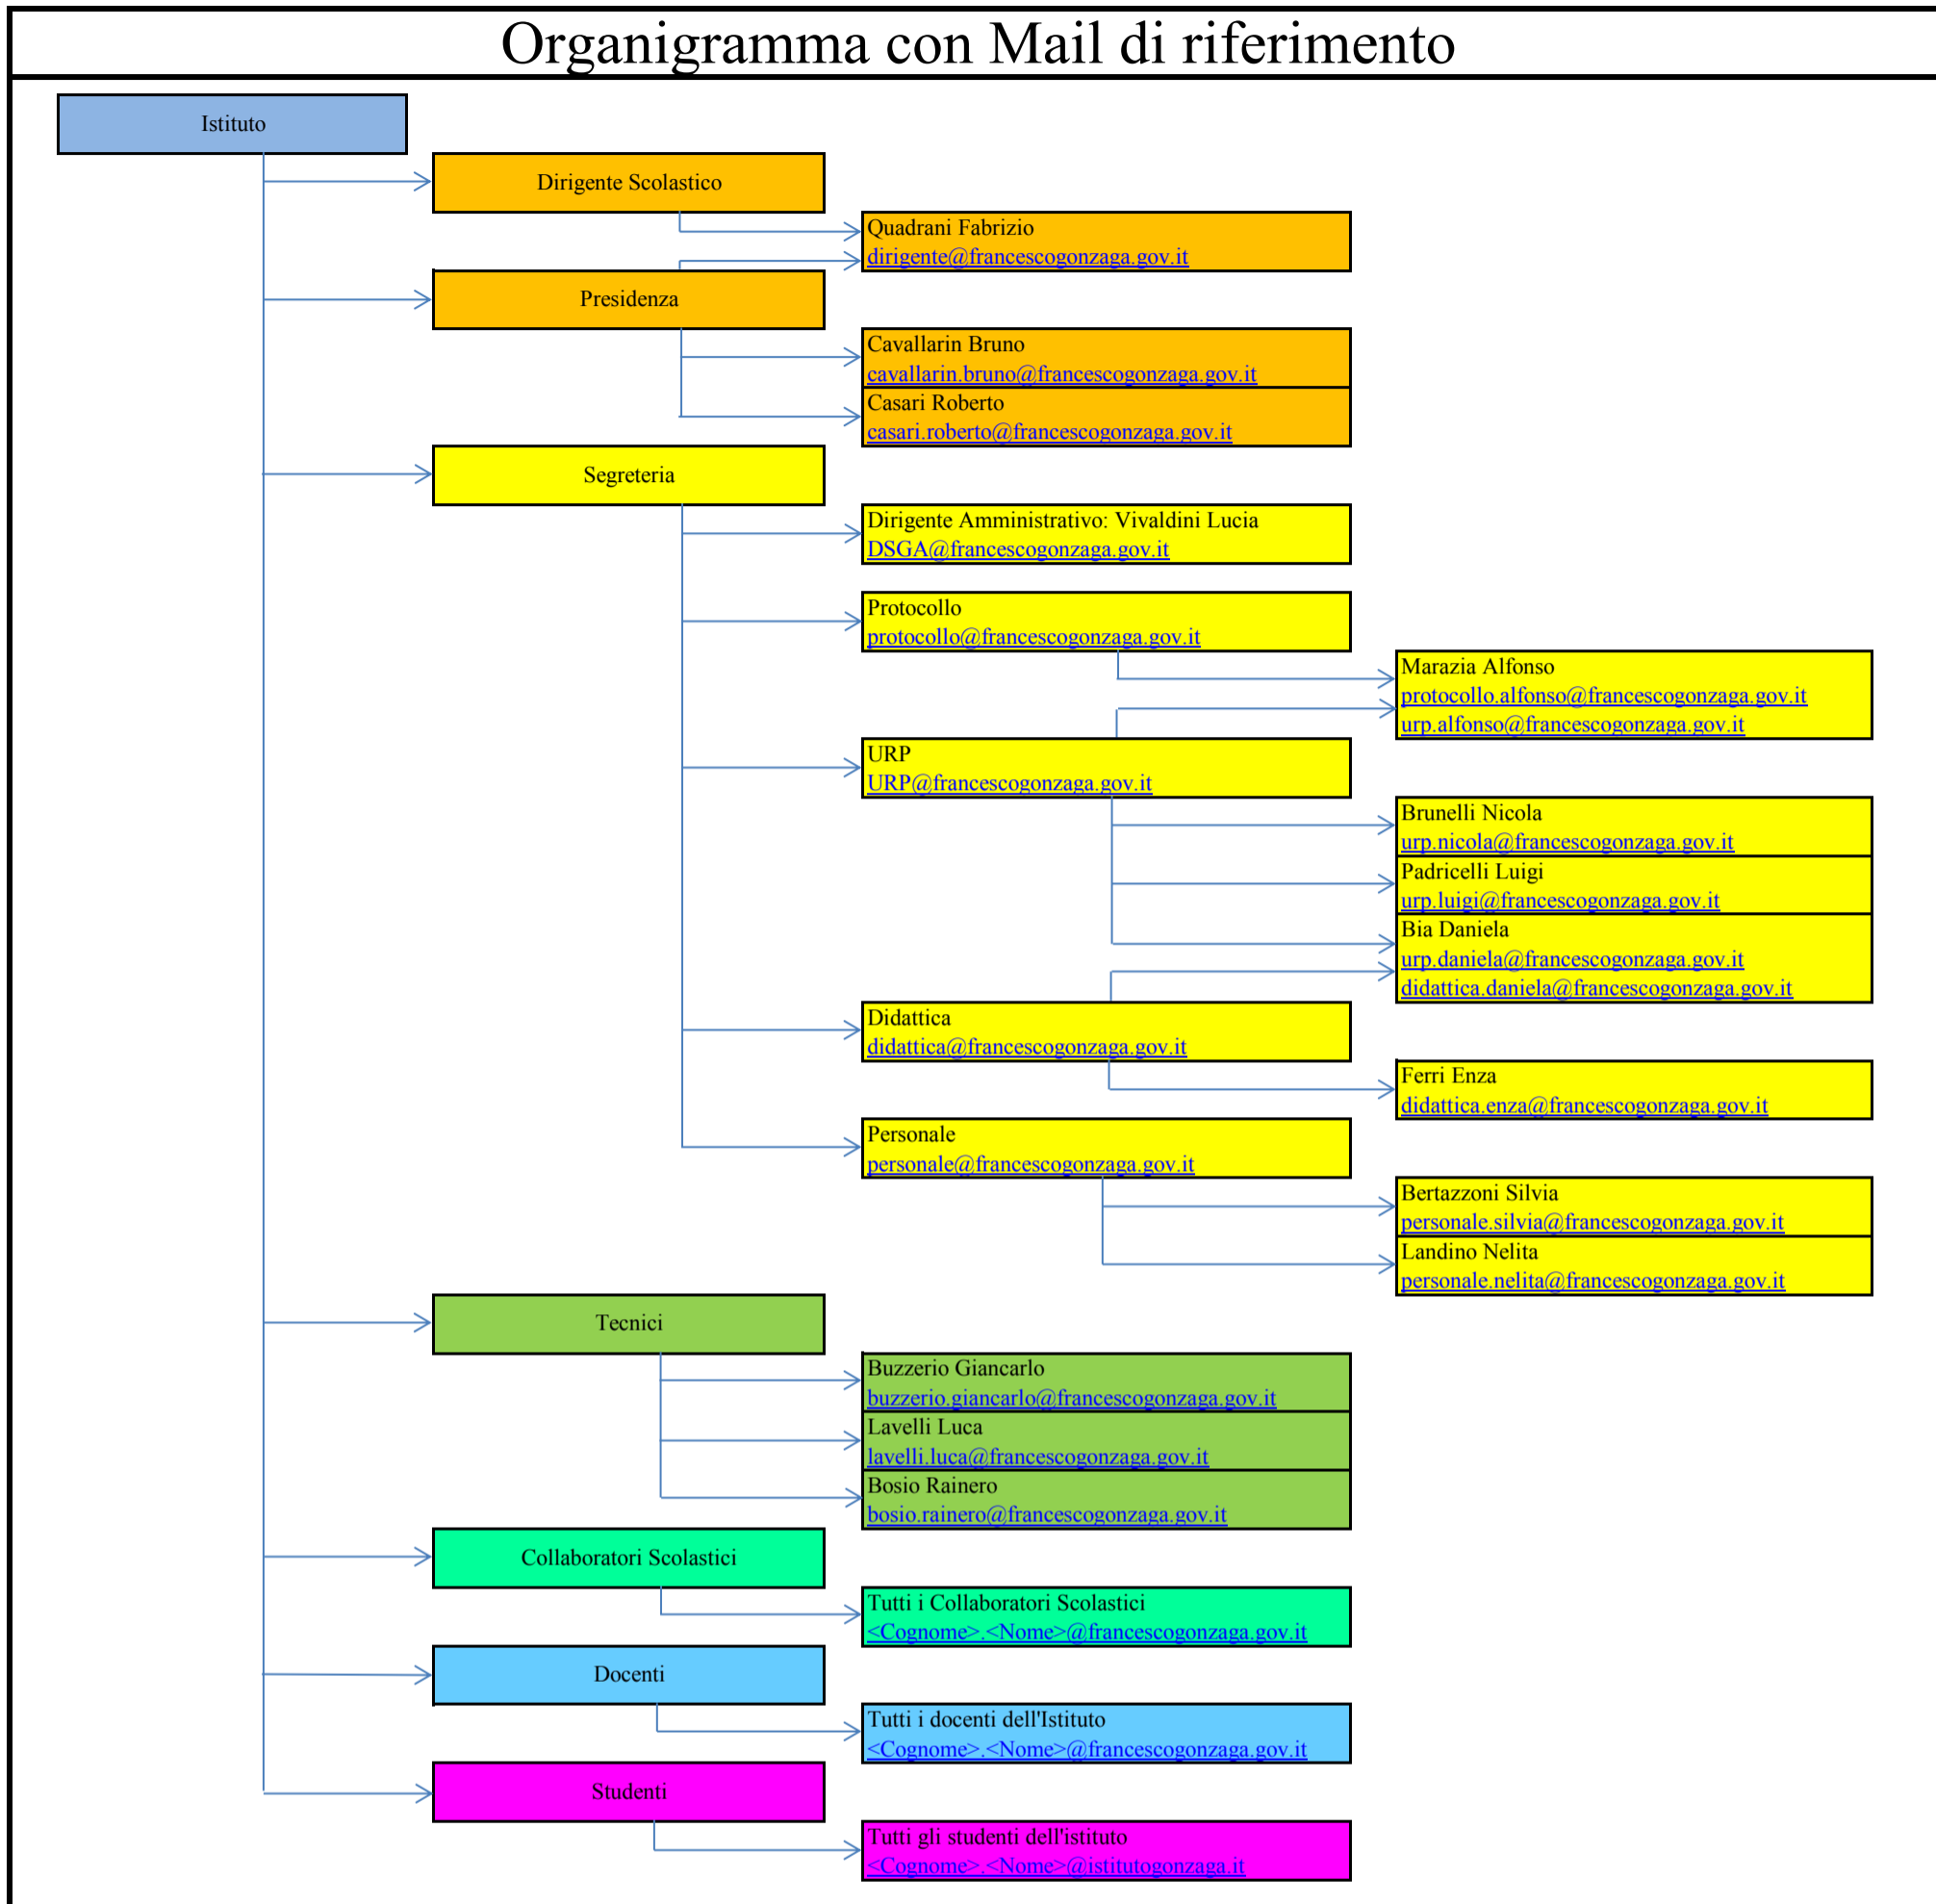 Organigramma con Mail di riferimento
Istituto
Dirigente Scolastico
Quadrani Fabrizio
dirigente@francescogonzaga.gov.it
Presidenza
Cavallarin Bruno
cavallarin.bruno@francescogonzaga.gov.it
Casari Roberto
casari.roberto@francescogonzaga.gov.it
Segreteria
Dirigente Amministrativo: Vivaldini Lucia
DSGA@francescogonzaga.gov.it
Protocollo
protocollo@francescogonzaga.gov.it
Marazia Alfonso
protocollo.alfonso@francescogonzaga.gov.it
urp.alfonso@francescogonzaga.gov.it
URP
URP@francescogonzaga.gov.it
Brunelli Nicola
urp.nicola@francescogonzaga.gov.it
Padricelli Luigi
urp.luigi@francescogonzaga.gov.it
Bia Daniela
urp.daniela@francescogonzaga.gov.it
didattica.daniela@francescogonzaga.gov.it
Didattica
didattica@francescogonzaga.gov.it
Ferri Enza
didattica.enza@francescogonzaga.gov.it
Personale
personale@francescogonzaga.gov.it
Bertazzoni Silvia
personale.silvia@francescogonzaga.gov.it
Landino Nelita
personale.nelita@francescogonzaga.gov.it
Tecnici
Buzzerio Giancarlo
buzzerio.giancarlo@francescogonzaga.gov.it
Lavelli Luca
lavelli.luca@francescogonzaga.gov.it
Bosio Rainero
bosio.rainero@francescogonzaga.gov.it
Collaboratori Scolastici
Tutti i Collaboratori Scolastici
<Cognome>.<Nome>@francescogonzaga.gov.it
Docenti
Tutti i docenti dell'Istituto
<Cognome>.<Nome>@francescogonzaga.gov.it
Studenti
Tutti gli studenti dell'istituto
<Cognome>.<Nome>@istitutogonzaga.it